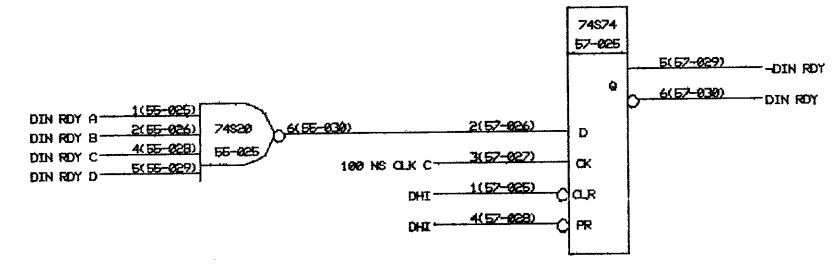 74S74
57-025
5(57-029)
¬DIN RDY
Q
6(57-030)
DIN RDY
DIN RDY A
1(55-025)
DIN RDY B
2(55-026)
74S20
6(55-030)
2(57-026)
D
DIN RDY C
4(55-028)
55-025
DIN RDY D
5(55-029)
100 NS CLK C
3(57-027)
CK
DHI
1(57-025)
CLR
DHI
4(57-028)
PR